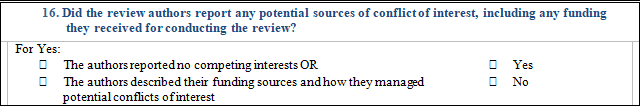 16. Did the review authors report any potential sources of conflict of interest, including any funding
they received for conducting the review?
For Yes:
☐ The authors reported no competing interests OR ☐ Yes
☐ The authors described their funding sources and how they managed ☐ No
potential conflicts of interest